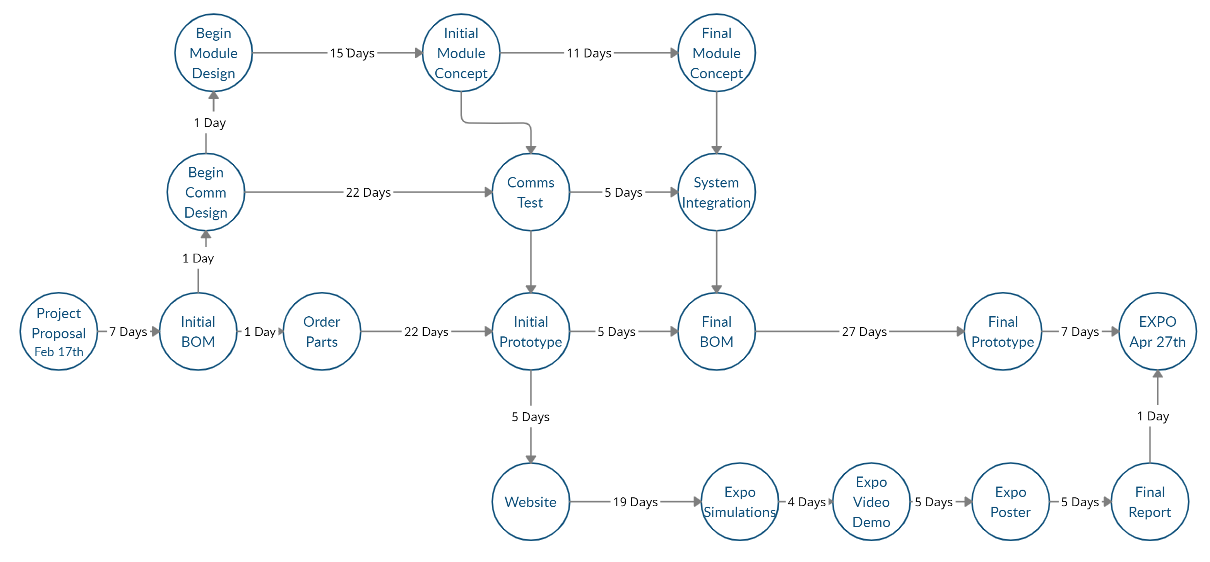 Begin
Module
Design
15 Days
Initial
Module
Concept
11 Days
Final
Module
Concept
1 Day
Begin
Comm
Design
22 Days
Comms
Test
5 Days
System
Integration
1 Day
Project
Proposal
Feb 17th
7 Days
Initial
BOM
1 Day
Order
Parts
22 Days
Initial
Prototype
5 Days
Final
BOM
27 Days
Final
Prototype
7 Days
EXPO
Apr 27th
5 Days
1 Day
Website
19 Days
Expo
Simulations
4 Days
Expo
Video
Demo
5 Days
Expo
Poster
5 Days
Final
Report